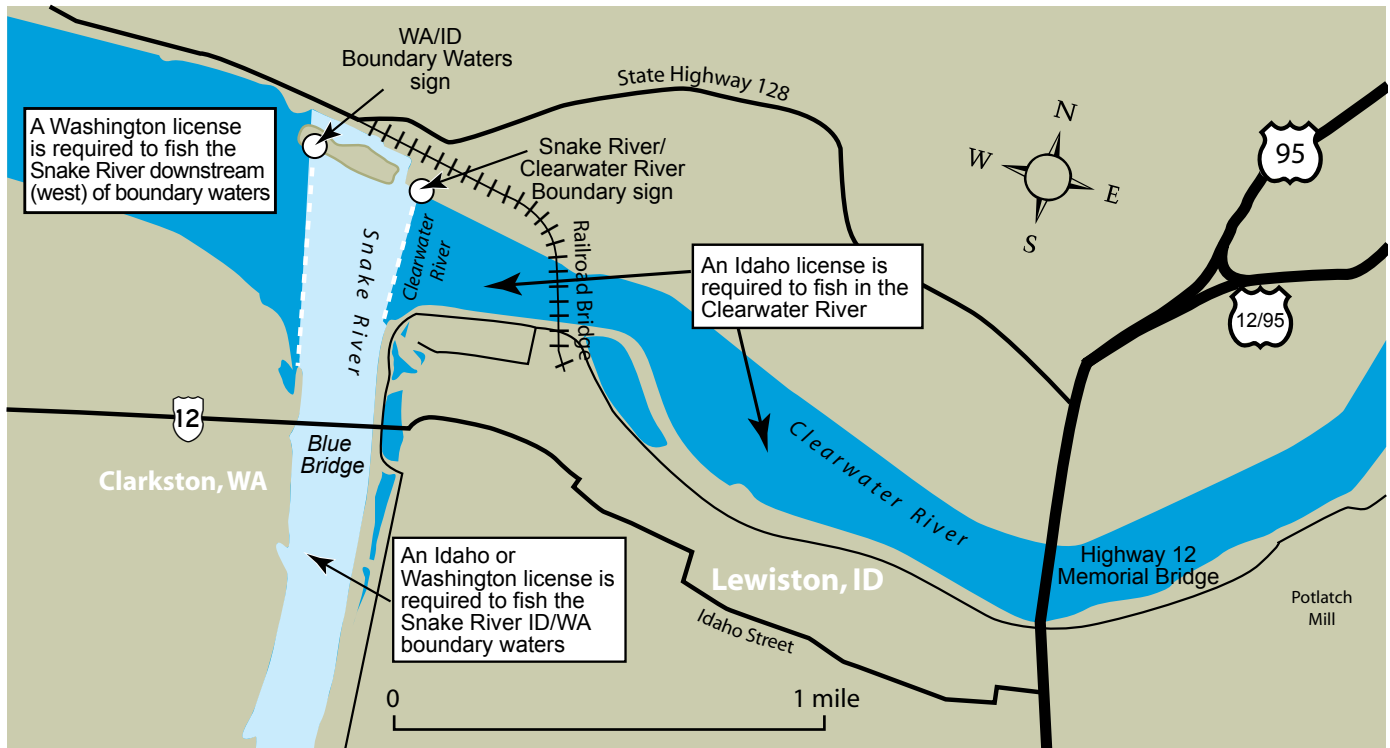 WA/ID
Boundary Waters
sign
State Highway 128
A Washington license
is required to fish the
Snake River downstream
(west) of boundary waters
Snake River/
Clearwater River
Boundary sign
N
W
E
S
95
12/95
Snake River
Clearwater
River
Railroad Bridge
An Idaho license is
required to fish in the
Clearwater River
12
Blue
Bridge
Clarkston, WA
Clearwater River
An Idaho or
Washington license is
required to fish the
Snake River ID/WA
boundary waters
Lewiston, ID
Idaho Street
Highway 12
Memorial Bridge
Potlatch
Mill
0
1 mile